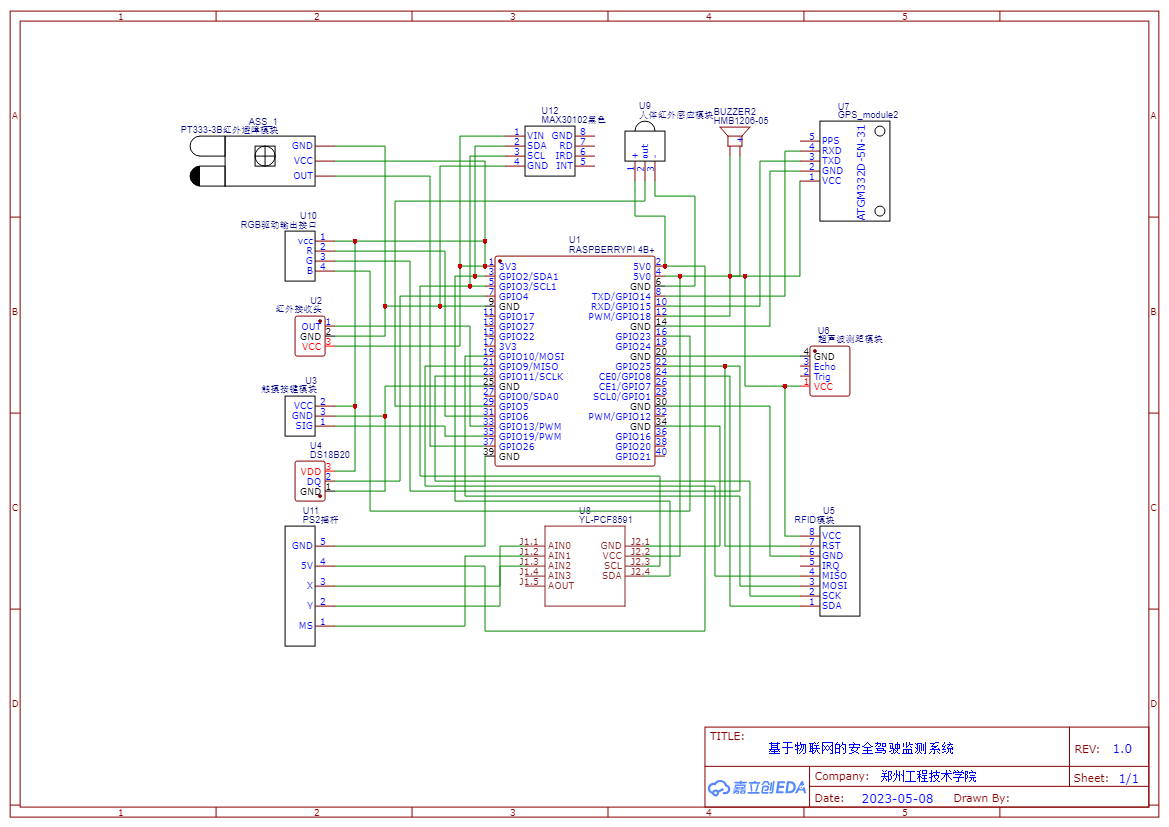 1 2 3 4 5
A
B
C
D
A
B
C
D
1 2 3 4 5
ASS_1
PT333-3B红外避障模块
GND
VCC
OUT
U12
MAX30102黑色
1 VIN GND 8
2 SDA RD 7
3 SCL IRD 6
4 GND INT 5
U9
人体红外感应模块
+ out -
1 2 3
BUZZER2
HMB1206-05
+
U7
GPS_module2
5 PPS
4 RXD
3 TXD
2 GND
1 VCC
ATGM332D-5N-31
U10
RGB驱动输出接口
vcc 1
R 2
G 3
B 4
U2
红外接收头
OUT 1
GND 2
VCC 3
U3
触摸按键模块
VCC 2
GND 3
SIG 1
U4
DS18B20
VDD 3
DQ 2
GND 1
U11
PS2摇杆
GND 5
5V 4
X 3
Y 2
MS 1
U1
RASPBERRYPI 4B+
1 3V3 5V0 2
3 GPIO2/SDA1 5V0 4
5 GPIO3/SCL1 GND 6
7 GPIO4 TXD/GPIO14 8
9 GND RXD/GPIO15 10
11 GPIO17 PWM/GPIO18 12
13 GPIO27 GND 14
15 GPIO22 GPIO23 16
17 3V3 GPIO24 18
19 GPIO10/MOSI GND 20
21 GPIO9/MISO GPIO25 22
23 GPIO11/SCLK CE0/GPIO8 24
25 GND CE1/GPIO7 26
27 GPIO0/SDA0 SCL0/GPIO1 28
29 GPIO5 GND 30
31 GPIO6 PWM/GPIO12 32
33 GPIO13/PWM GND 34
35 GPIO19/PWM GPIO16 36
37 GPIO26 GPIO20 38
39 GND GPIO21 40
U6
超声波测距模块
4 GND
3 Echo
2 Trig
1 VCC
U8
YL-PCF8591
J1.1 AIN0 GND J2.1
J1.2 AIN1 VCC J2.2
J1.3 AIN2 SCL J2.3
J1.4 AIN3 SDA J2.4
J1.5 AOUT
U5
RFID模块
8 VCC
7 RST
6 GND
5 IRQ
4 MISO
3 MOSI
2 SCK
1 SDA
TITLE:
基于物联网的安全驾驶监测系统
REV: 1.0
嘉立创EDA
Company: 郑州工程技术学院
Sheet: 1/1
Date: 2023-05-08 Drawn By: